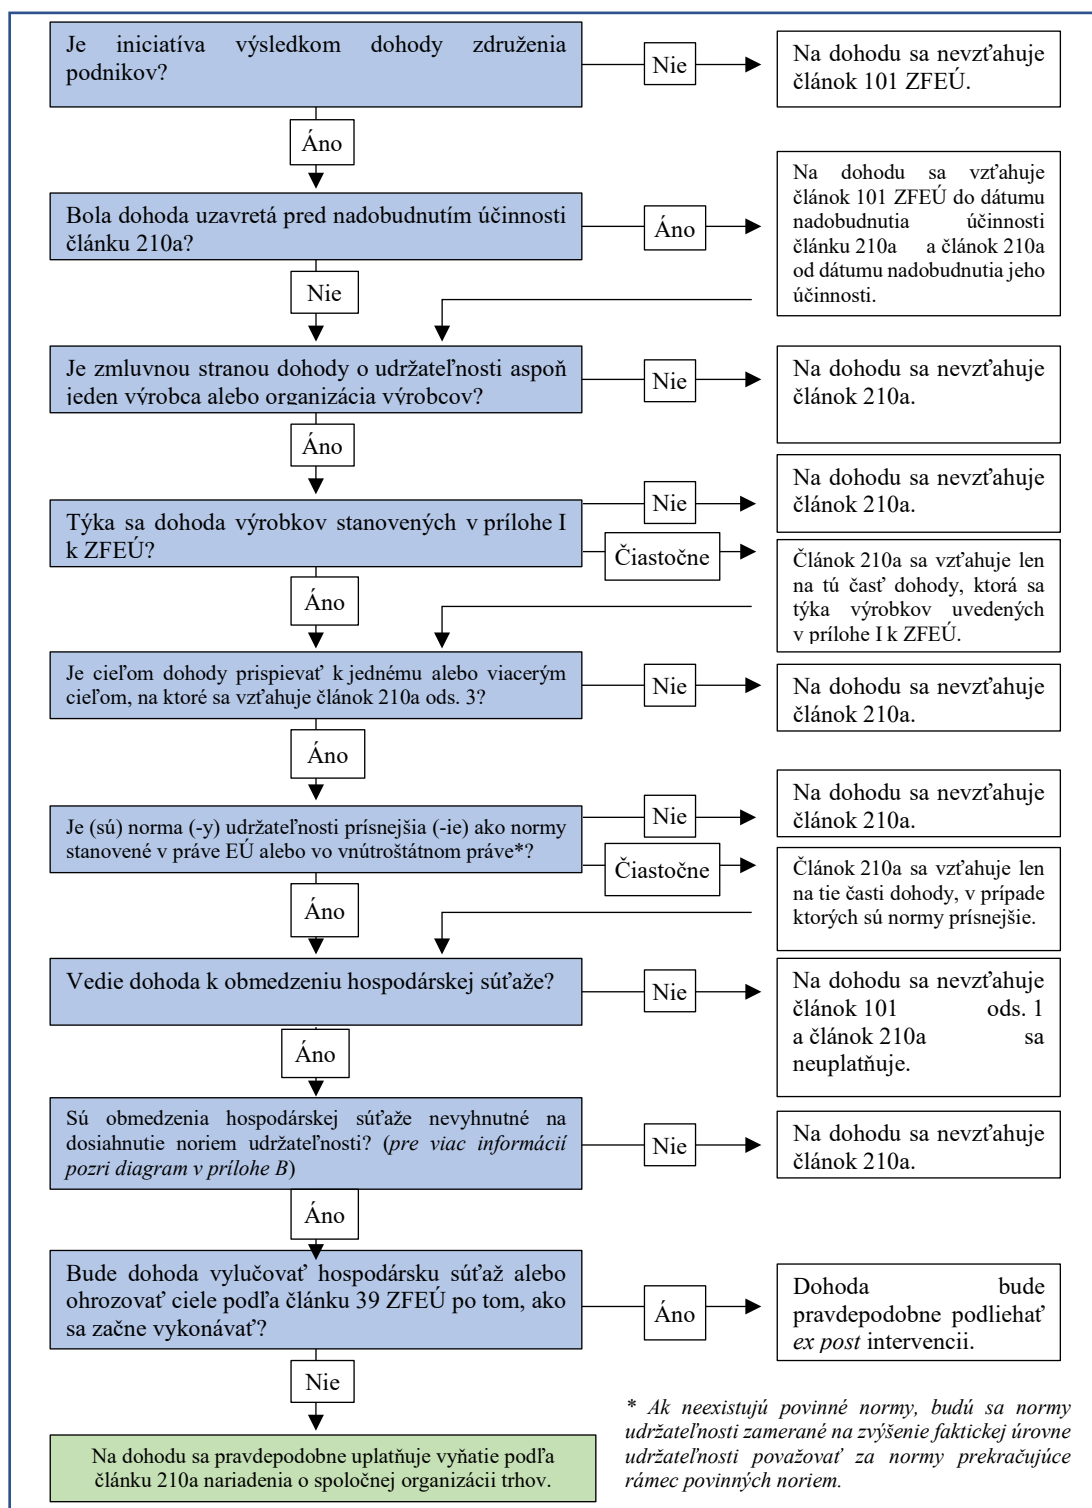 Je iniciatíva výsledkom dohody združenia
podnikov?
Nie
Na dohodu sa nevzťahuje
článok 101 ZFEÚ.
Áno
Bola dohoda uzavretá pred nadobudnutím účinnosti
článku 210a?
Áno
Na dohodu sa vzťahuje
článok 101 ZFEÚ do dátumu
nadobudnutia účinnosti
článku 210a a článok 210a
od dátumu nadobudnutia jeho
účinnosti.
Nie
Je zmluvnou stranou dohody o udržateľnosti aspoň
jeden výrobca alebo organizácia výrobcov?
Nie
Na dohodu sa nevzťahuje
článok 210a.
Áno
Týka sa dohoda výrobkov stanovených v prílohe I
k ZFEÚ?
Nie
Na dohodu sa nevzťahuje
článok 210a.
Čiastočne
Článok 210a sa vzťahuje len
na tú časť dohody, ktorá sa
týka výrobkov uvedených
v prílohe I k ZFEÚ.
Áno
Je cieľom dohody prispievať k jednému alebo viacerým
cieľom, na ktoré sa vzťahuje článok 210a ods. 3?
Nie
Na dohodu sa nevzťahuje
článok 210a.
Áno
Je (sú) norma (-y) udržateľnosti prísnejšia (-ie) ako normy
stanovené v práve EÚ alebo vo vnútroštátnom práve*?
Nie
Na dohodu sa nevzťahuje
článok 210a.
Čiastočne
Článok 210a sa vzťahuje len
na tie časti dohody, v prípade
ktorých sú normy prísnejšie.
Áno
Vedie dohoda k obmedzeniu hospodárskej súťaže?
Nie
Na dohodu sa nevzťahuje
článok 101 ods. 1
a článok 210a sa
neuplatňuje.
Áno
Sú obmedzenia hospodárskej súťaže nevyhnutné na
dosiahnutie noriem udržateľnosti? (pre viac informácií
pozri diagram v prílohe B)
Nie
Na dohodu sa nevzťahuje
článok 210a.
Áno
Bude dohoda vylučovať hospodársku súťaž alebo
ohrozovať ciele podľa článku 39 ZFEÚ po tom, ako
sa začne vykonávať?
Áno
Dohoda bude
pravdepodobne podliehať
ex post intervencii.
Nie
Na dohodu sa pravdepodobne uplatňuje vyňatie podľa
článku 210a nariadenia o spoločnej organizácii trhov.
* Ak neexistujú povinné normy, budú sa normy
udržateľnosti zamerané na zvýšenie faktickej úrovne
udržateľnosti považovať za normy prekračujúce
rámec povinných noriem.